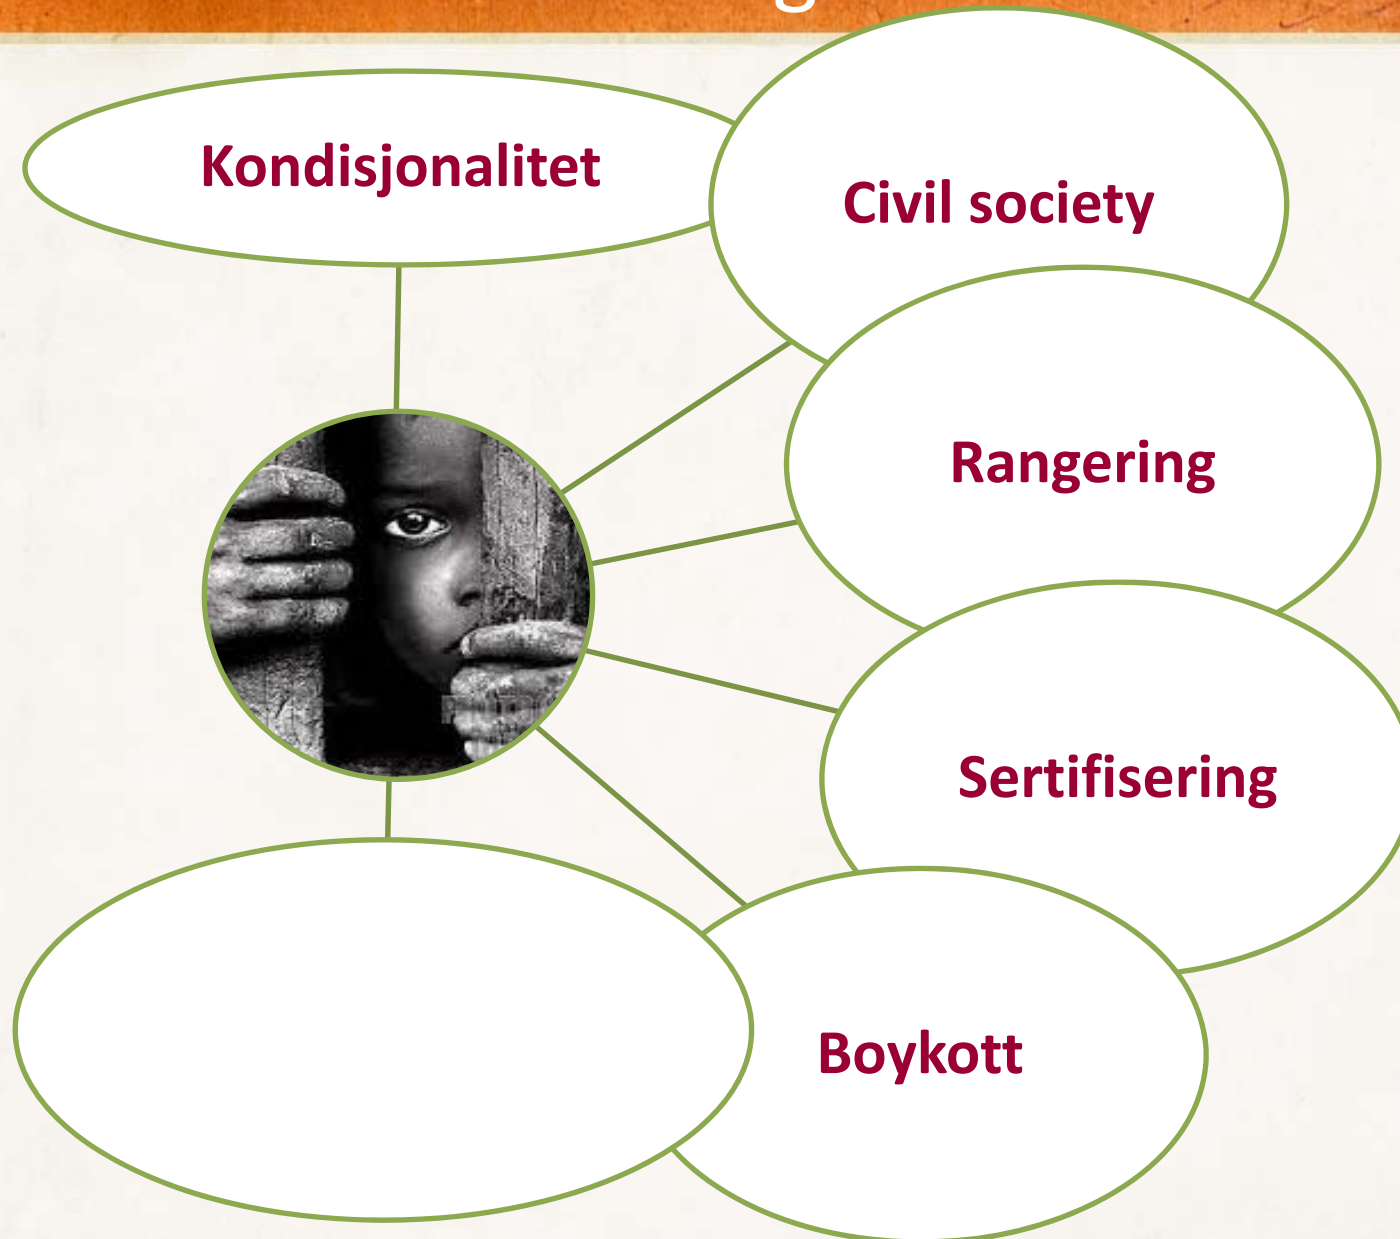 Kondisjonalitet
Civil society
Rangering
Sertifisering
Boykott